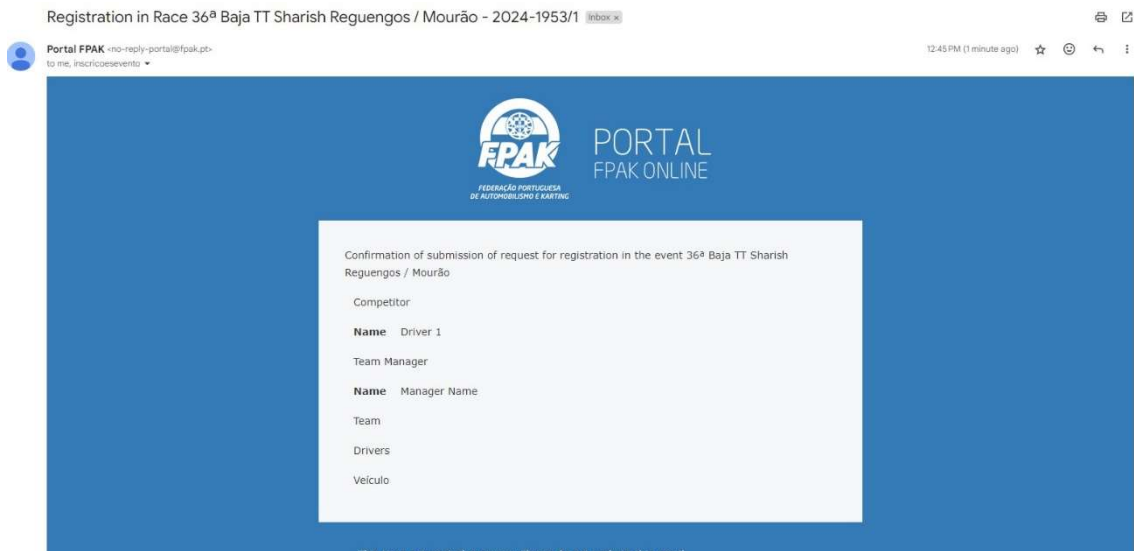 Registration in Race 36ª Baja TT Sharish Reguengos / Mourão - 2024-1953/1 Inbox x
Portal FPAK <no-reply-portal@fpak.pt> 12:45 PM (1 minute ago)
to me, inscricoesevento
FPAK
FEDERAÇÃO PORTUGUESA
DE AUTOMOBILISMO E KARTING
PORTAL
FPAK ONLINE
Confirmation of submission of request for registration in the event 36ª Baja TT Sharish
Reguengos / Mourão
Competitor
Name Driver 1
Team Manager
Name Manager Name
Team
Drivers
Veículo